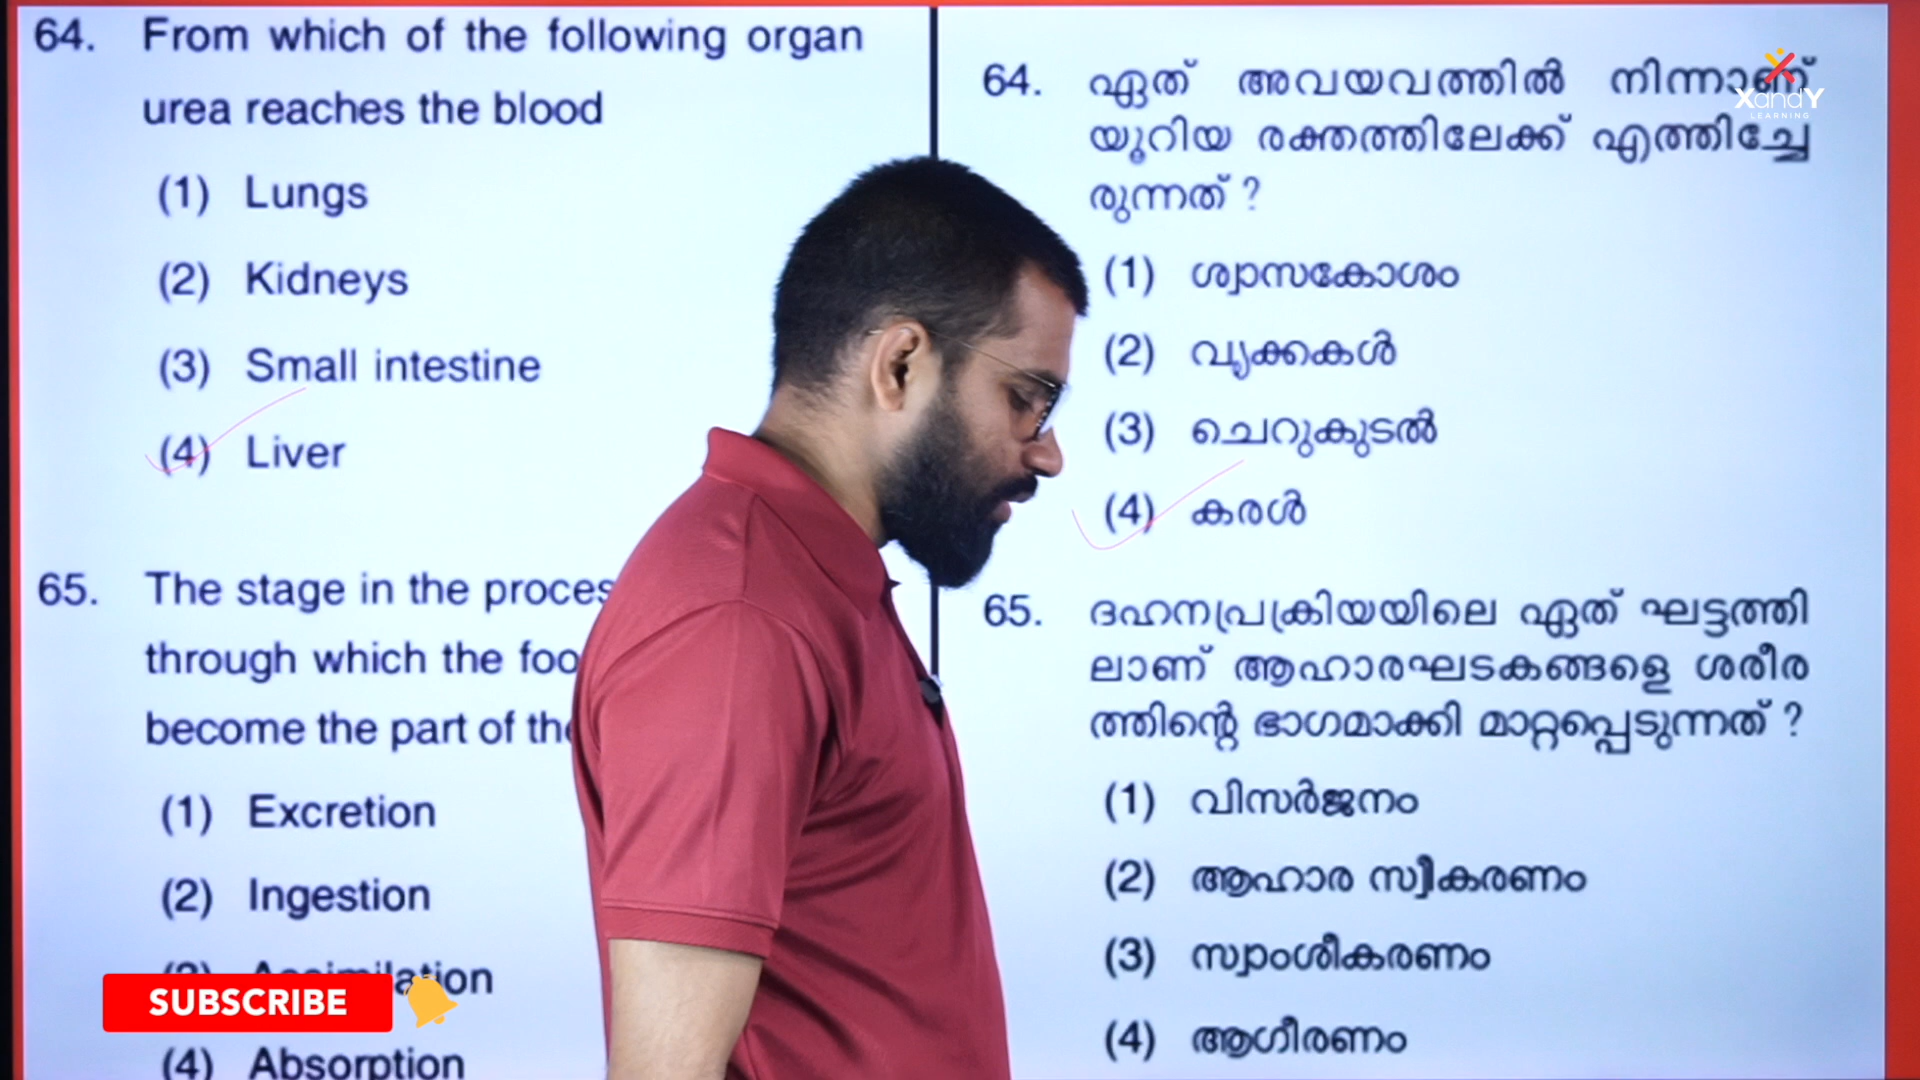 64. From which of the following organ
urea reaches the blood
(1) Lungs
(2) Kidneys
(3) Small intestine
(4) Liver
65. The stage in the
through which the
become the part of
(1) Excretion
(2) Ingestion
(4) Absorption
SUBSCRIBE
64. ഏത് അവയവത്തിൽ നിന്നാണ്
യൂറിയ രക്തത്തിലേക്ക് എത്തിച്ചേ
രുന്നത് ?
(1) ശ്വാസകോശം
(2) വൃക്കകൾ
(3) ചെറുകുടൽ
(4) കരൾ
65. ദഹനപ്രക്രിയയിലെ ഏത് ഘട്ടത്തി
ലാണ് ആഹാരഘടകങ്ങളെ ശരീര
ത്തിന്റെ ഭാഗമാക്കി മാറ്റപ്പെടുന്നത് ?
(1) വിസർജനം
(2) ആഹാര സ്വീകരണം
(3) സ്വാംശീകരണം
(4) ആഗീരണം
XandY
LEARNING